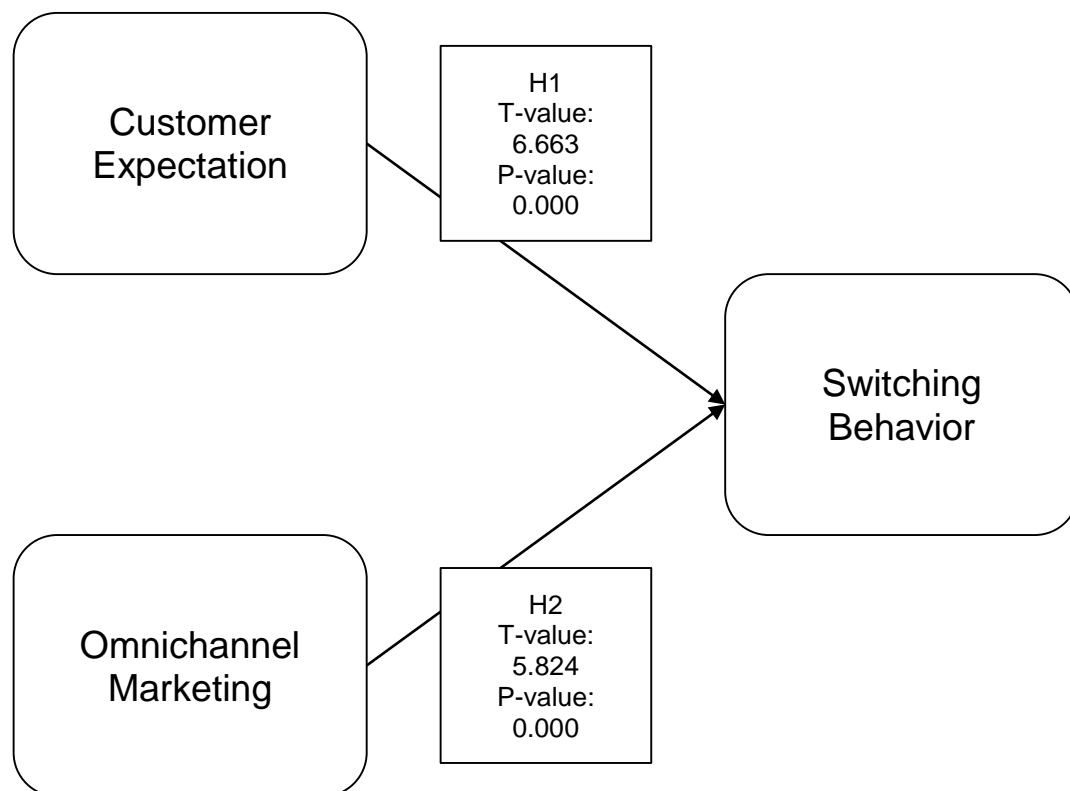 Customer
Expectation
H1
T-value:
6.663
P-value:
0.000
Switching
Behavior
Omnichannel
Marketing
H2
T-value:
5.824
P-value:
0.000